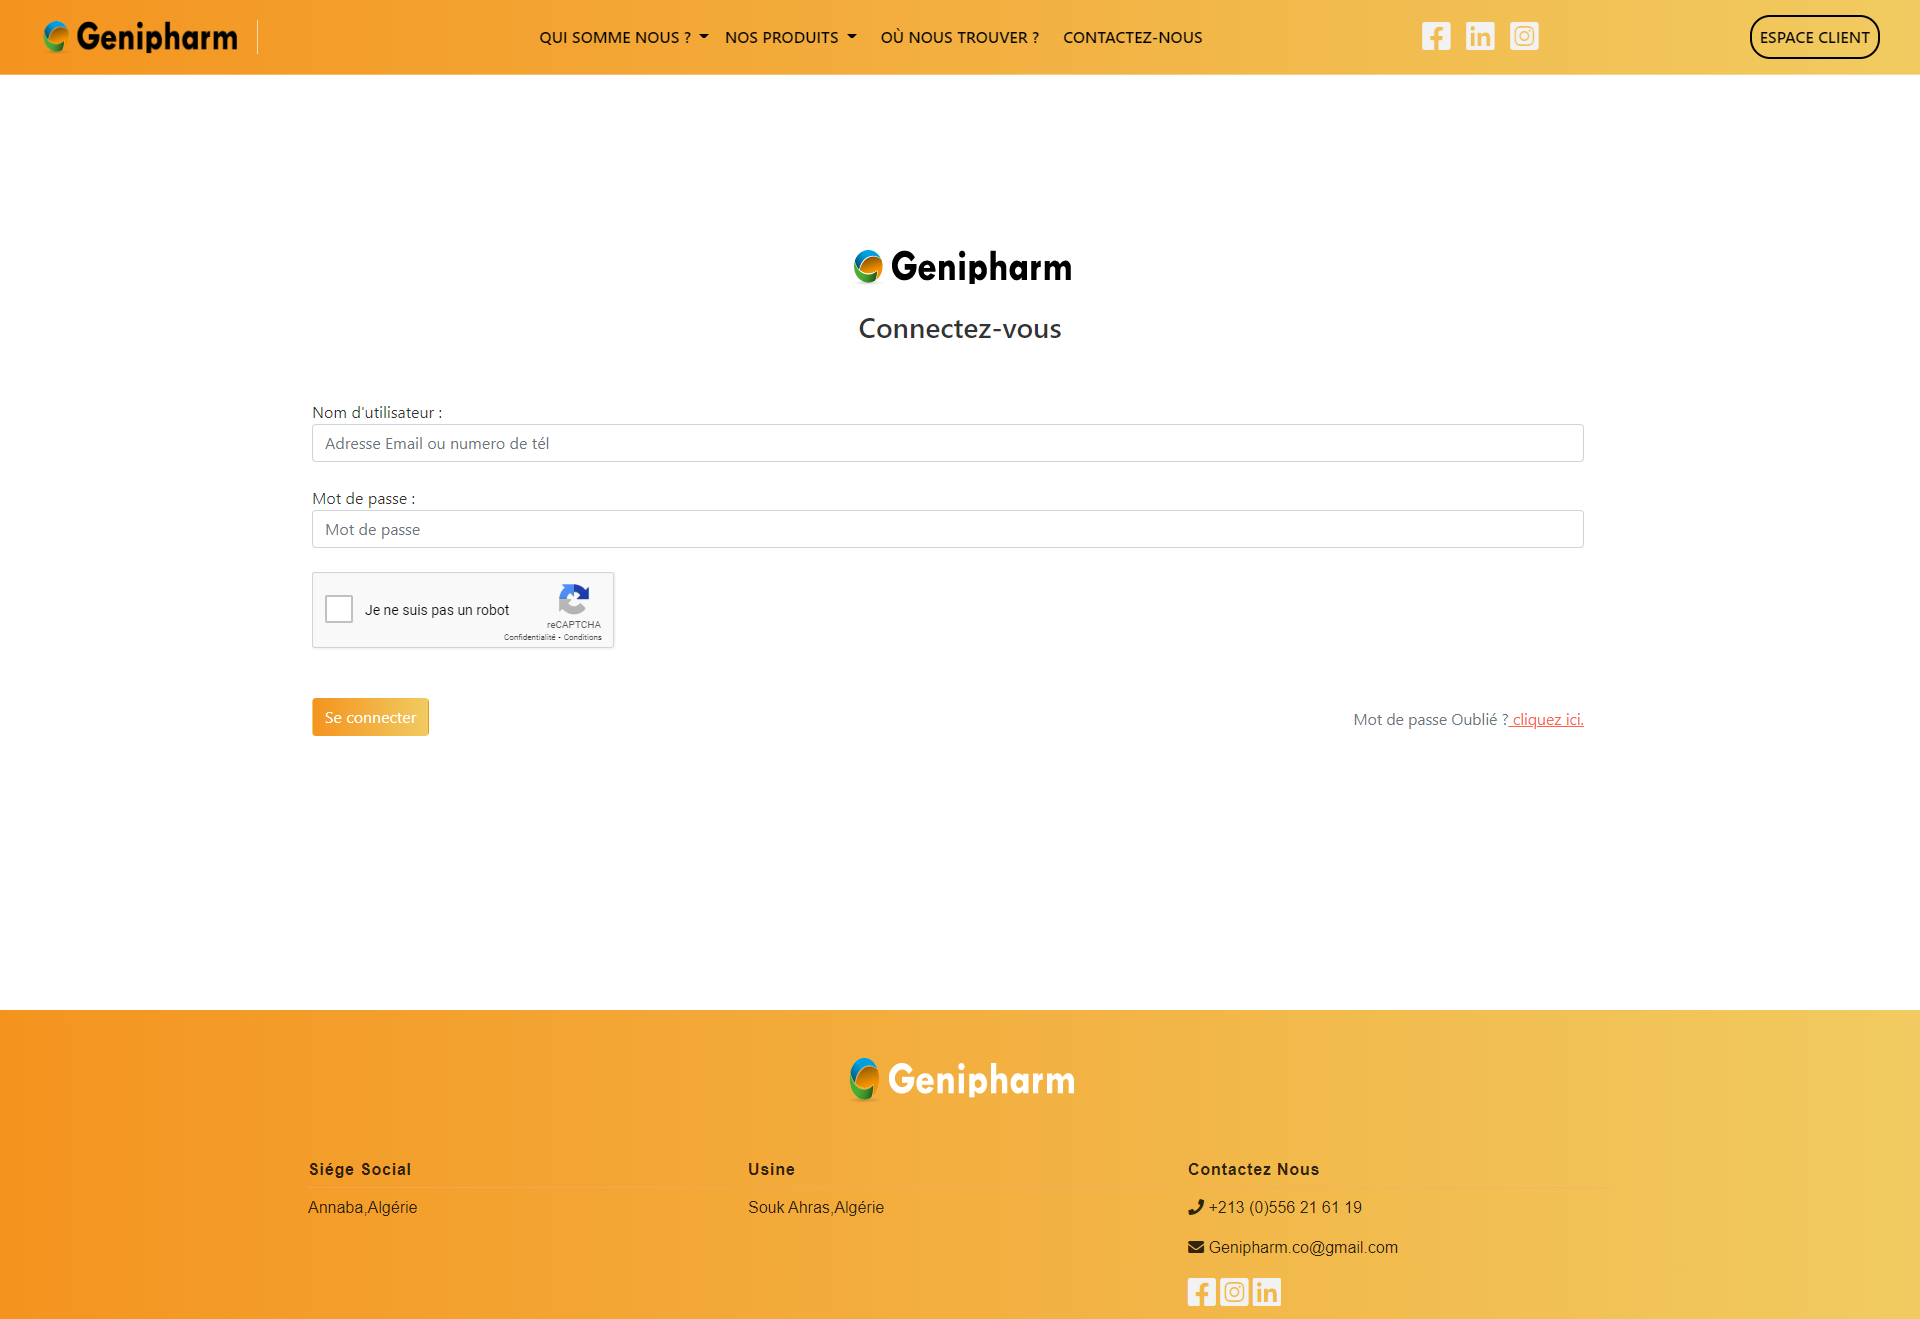 Genipharm
QUI SOMME NOUS ? NOS PRODUITS OÙ NOUS TROUVER ? CONTACTEZ-NOUS
ESPACE CLIENT
Genipharm
Connectez-vous
Nom d'utilisateur :
Adresse Email ou numero de tél
Mot de passe :
Mot de passe
Je ne suis pas un robot
reCAPTCHA
Confidentialité - Conditions
Se connecter
Mot de passe Oublié ? cliquez ici.
Genipharm
Siége Social
Annaba,Algérie
Usine
Souk Ahras,Algérie
Contactez Nous
+213 (0)556 21 61 19
Genipharm.co@gmail.com